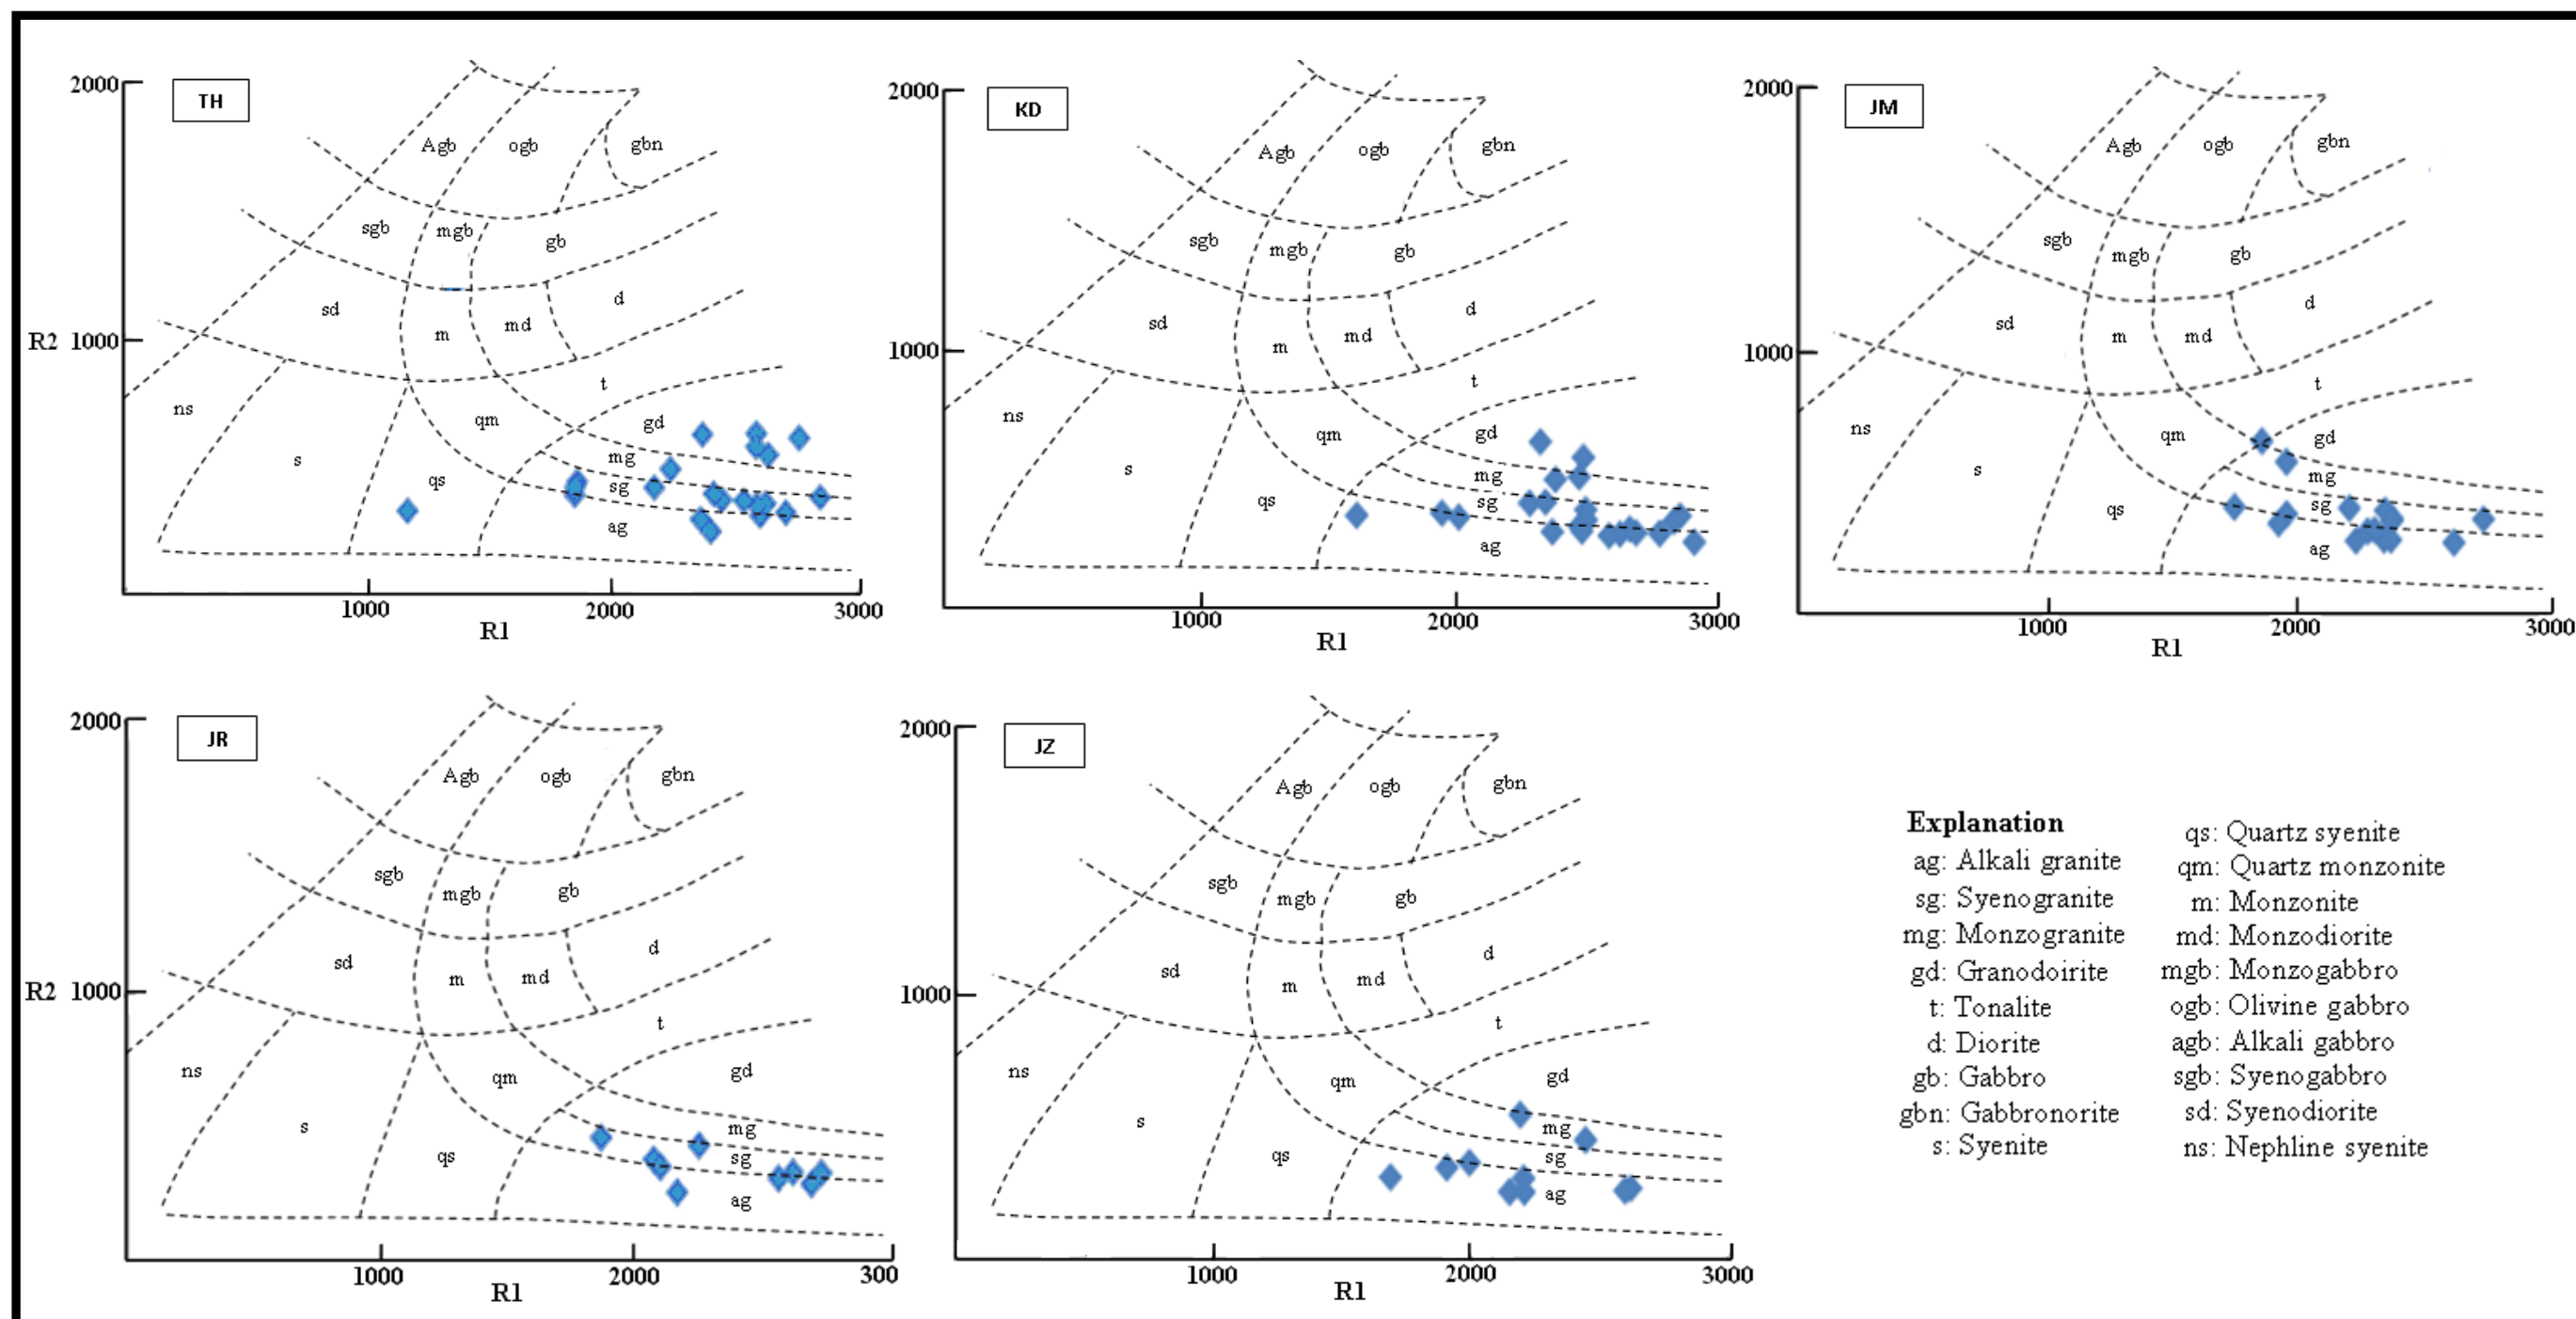 2000
TH
Agb
ogb
gbn
sgb
mgb
gb
sd
m
md
d
R2 1000
t
ns
qm
gd
s
qs
mg
sg
ag
1000
2000
3000
R1
2000
KD
Agb
ogb
gbn
sgb
mgb
gb
sd
m
md
d
1000
t
ns
qm
gd
s
qs
mg
sg
ag
1000
2000
3000
R1
2000
JM
Agb
ogb
gbn
sgb
mgb
gb
sd
m
md
d
1000
t
ns
qm
gd
s
qs
mg
sg
ag
1000
2000
3000
R1
2000
JR
Agb
ogb
gbn
sgb
mgb
gb
sd
m
md
d
R2 1000
t
ns
qm
gd
s
qs
mg
sg
ag
1000
2000
300
R1
2000
JZ
Agb
ogb
gbn
sgb
mgb
gb
sd
m
md
d
1000
t
ns
qm
gd
s
qs
mg
sg
ag
1000
2000
3000
R1
Explanation
ag: Alkali granite
sg: Syenogranite
mg: Monzogranite
gd: Granodoirite
t: Tonalite
d: Diorite
gb: Gabbro
gbn: Gabbronorite
s: Syenite
qs: Quartz syenite
qm: Quartz monzonite
m: Monzonite
md: Monzodiorite
mgb: Monzogabbro
ogb: Olivine gabbro
agb: Alkali gabbro
sgb: Syenogabbro
sd: Syenodiorite
ns: Nephline syenite